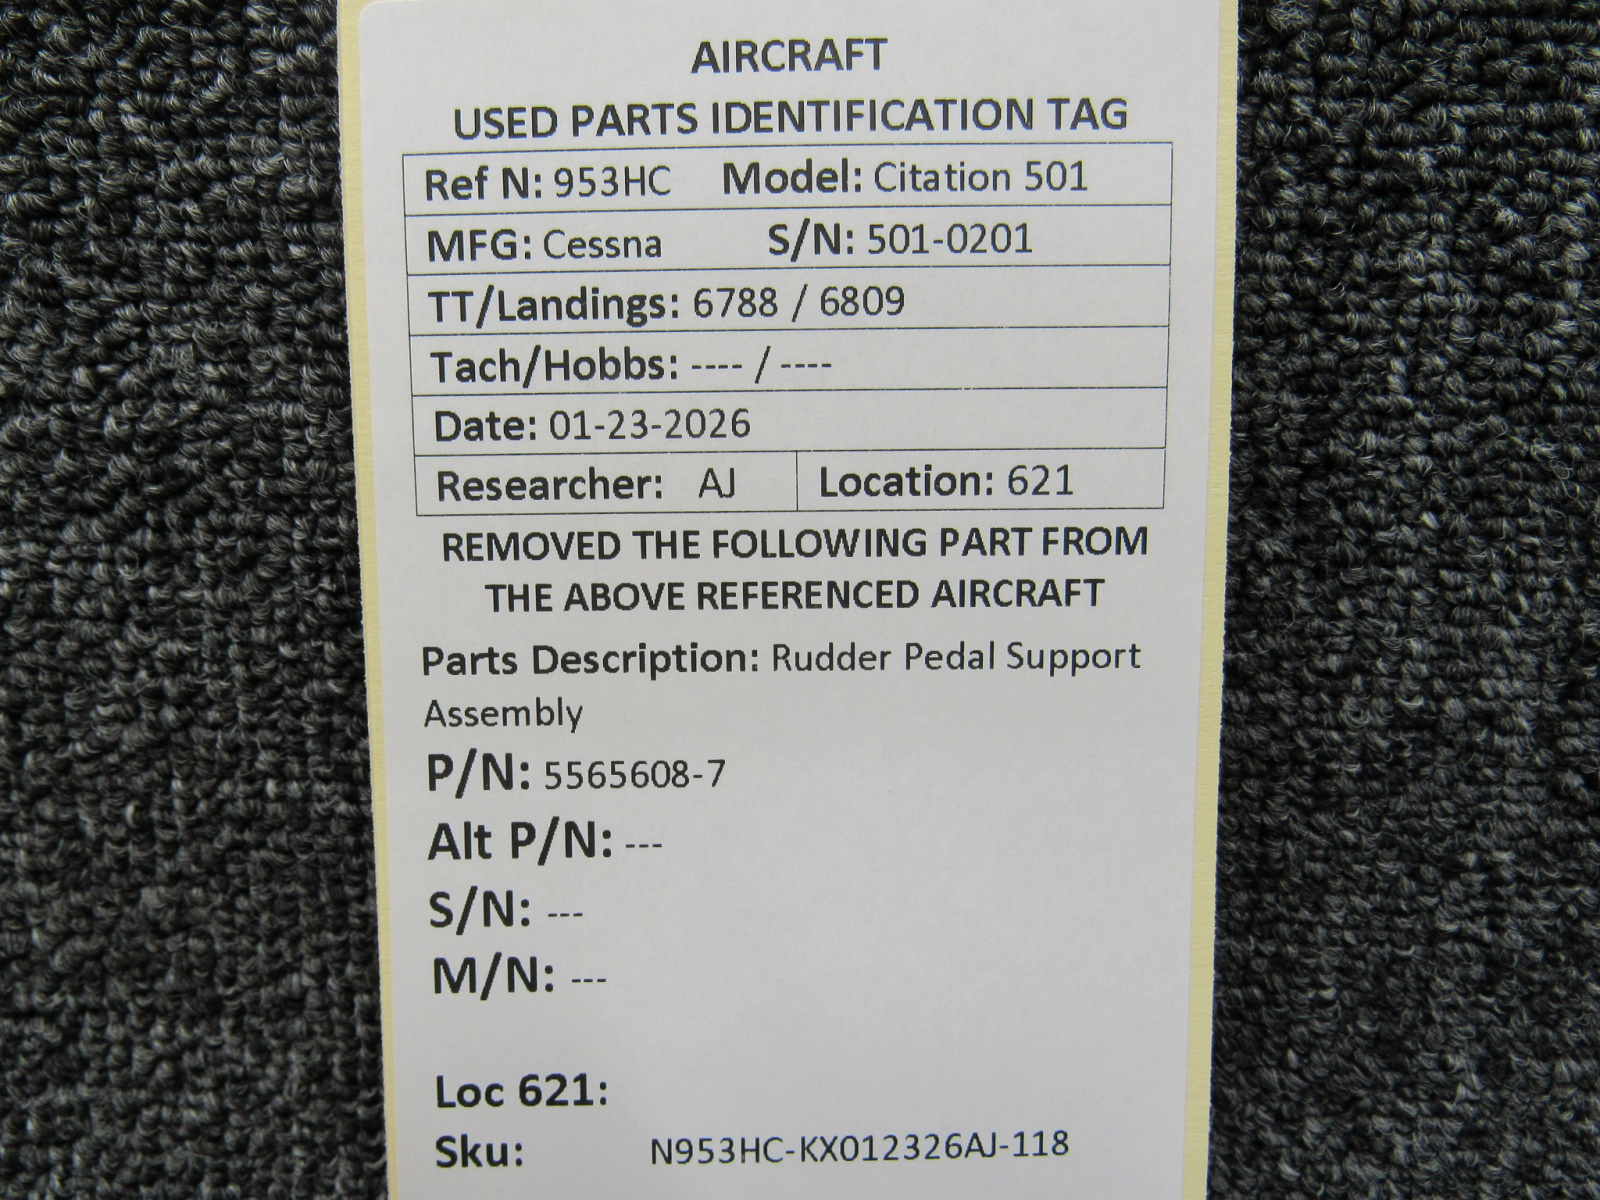 AIRCRAFT
USED PARTS IDENTIFICATION TAG
Ref N: 953HC Model: Citation 501
MFG: Cessna S/N: 501-0201
TT/Landings: 6788 / 6809
Tach/Hobbs: ---- / ----
Date: 01-23-2026
Researcher: AJ Location: 621
REMOVED THE FOLLOWING PART FROM
THE ABOVE REFERENCED AIRCRAFT
Parts Description: Rudder Pedal Support
Assembly
P/N: 5565608-7
Alt P/N: ---
S/N: ---
M/N: ---
Loc 621:
Sku: N953HC-KX012326AJ-118